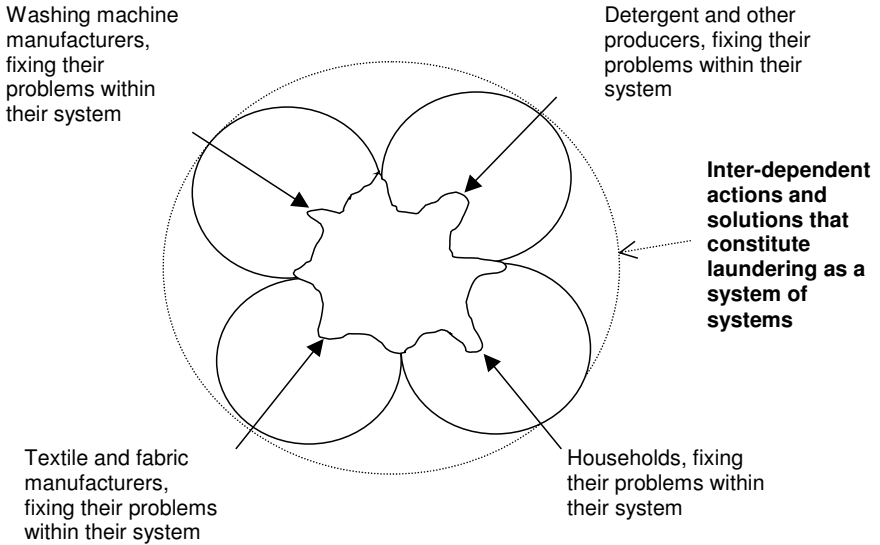 Washing machine
manufacturers,
fixing their
problems within
their system
Detergent and other
producers, fixing their
problems within their
system
Inter-dependent
actions and
solutions that
constitute
laundering as a
system of
systems
Textile and fabric
manufacturers,
fixing their problems
within their system
Households, fixing
their problems within
their system